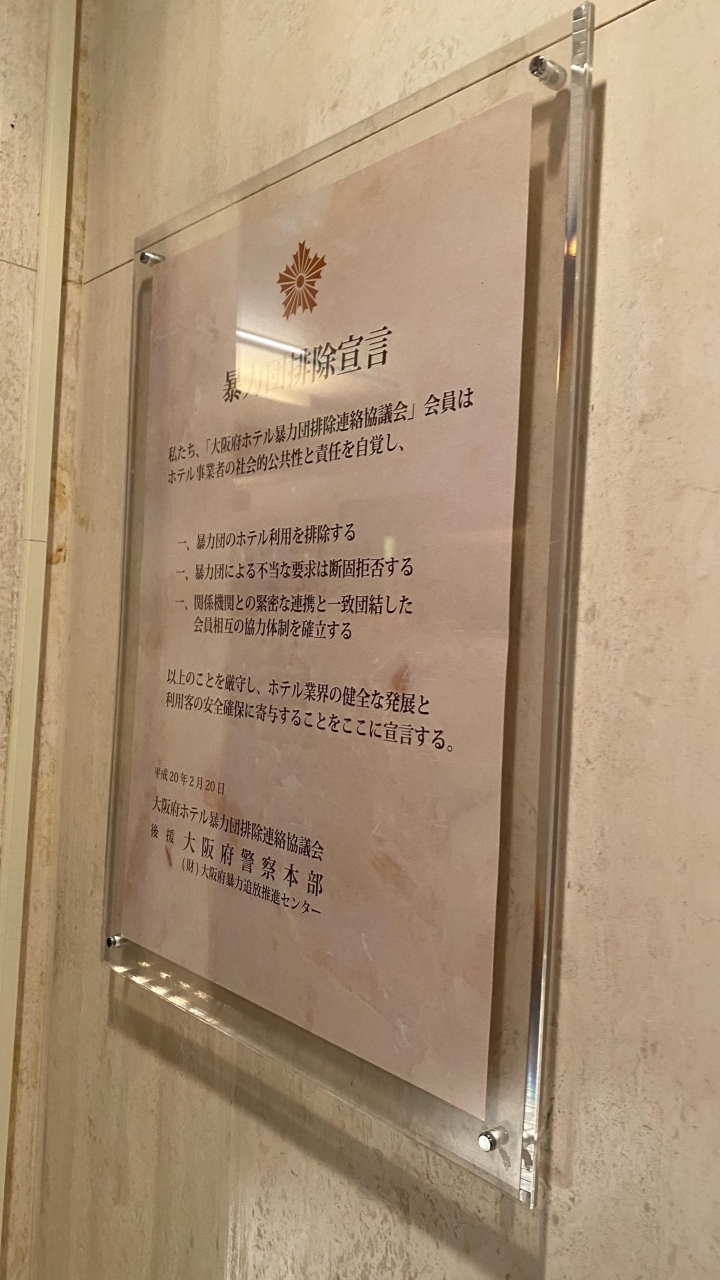 暴力団排除宣言
私たち、「大阪府ホテル暴力団排除連絡協議会」会員は
ホテル事業者の社会的公共性と責任を自覚し、
一、暴力団のホテル利用を排除する
一、暴力団による不当な要求は断固拒否する
一、関係機関との緊密な連携と一致団結した
会員相互の協力体制を確立する
以上のことを厳守し、ホテル業界の健全な発展と
利用客の安全確保に寄与することをここに宣言する。
平成20年2月20日
大阪府ホテル暴力団排除連絡協議会
後 援 大阪府警察本部
(財)大阪府暴力追放推進センター